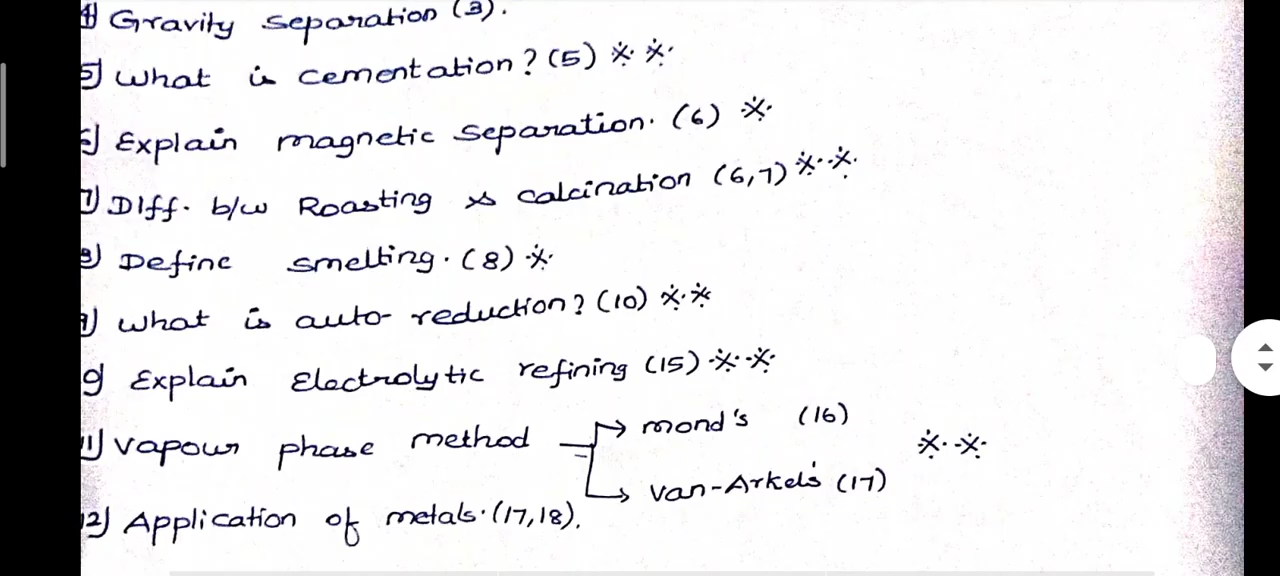 4) Gravity separation (3).
5) What is cementation? (5) ※ ※
6) Explain magnetic separation. (6) ※
7) Diff. b/w Roasting & calcination (6,7) ※ ※
8) Define smelting. (8) ※
9) What is auto-reduction? (10) ※ ※
Explain Electrolytic refining (15) ※ ※
11) Vapour phase method → mond's (16) ※ ※
→ Van-Arkel's (17)
12) Application of metals. (17,18).